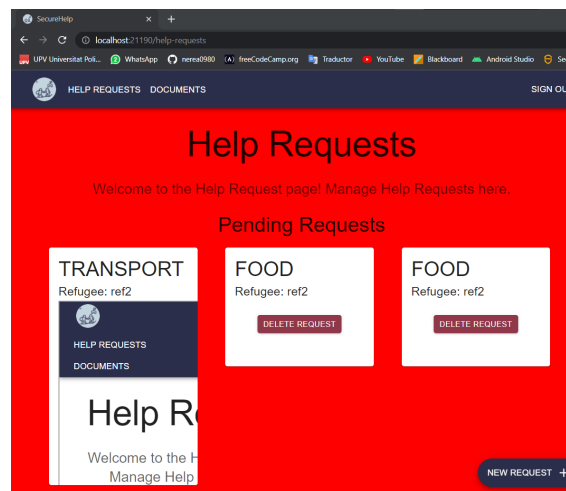 SecureHelp × +
localhost:21190/help-requests
UPV Universitat Poli... WhatsApp nerea0980 (A) freeCodeCamp.org Traductor YouTube Blackboard Android Studio Se
HELP REQUESTS DOCUMENTS SIGN OU
Help Requests
Welcome to the Help Request page! Manage Help Requests here.
Pending Requests
TRANSPORT
Refugee: ref2
HELP REQUESTS
DOCUMENTS
Help R
Welcome to the H
Manage Help
FOOD
Refugee: ref2
DELETE REQUEST
FOOD
Refugee: ref2
DELETE REQUEST
NEW REQUEST +